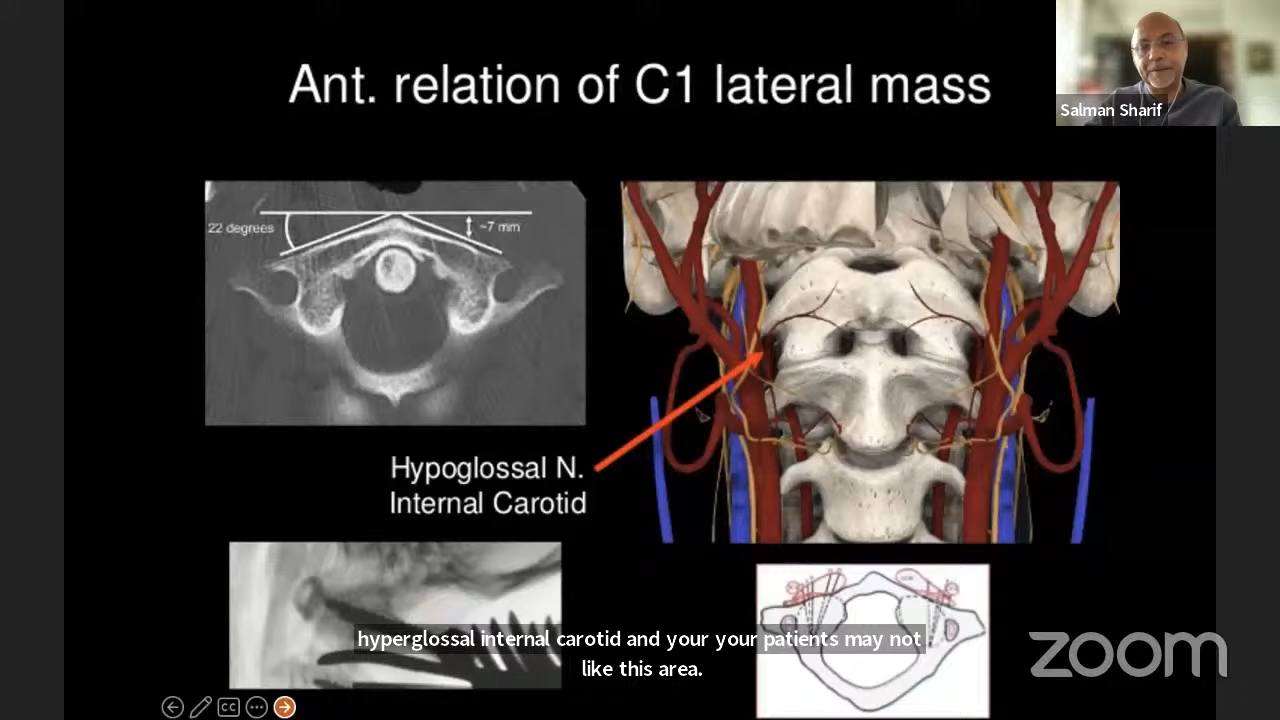 Ant. relation of C1 lateral mass
Salman Sharif
22 degrees
~7 mm
Hypoglossal N.
Internal Carotid
hyperglossal internal carotid and your your patients may not
like this area.
zoom
CC